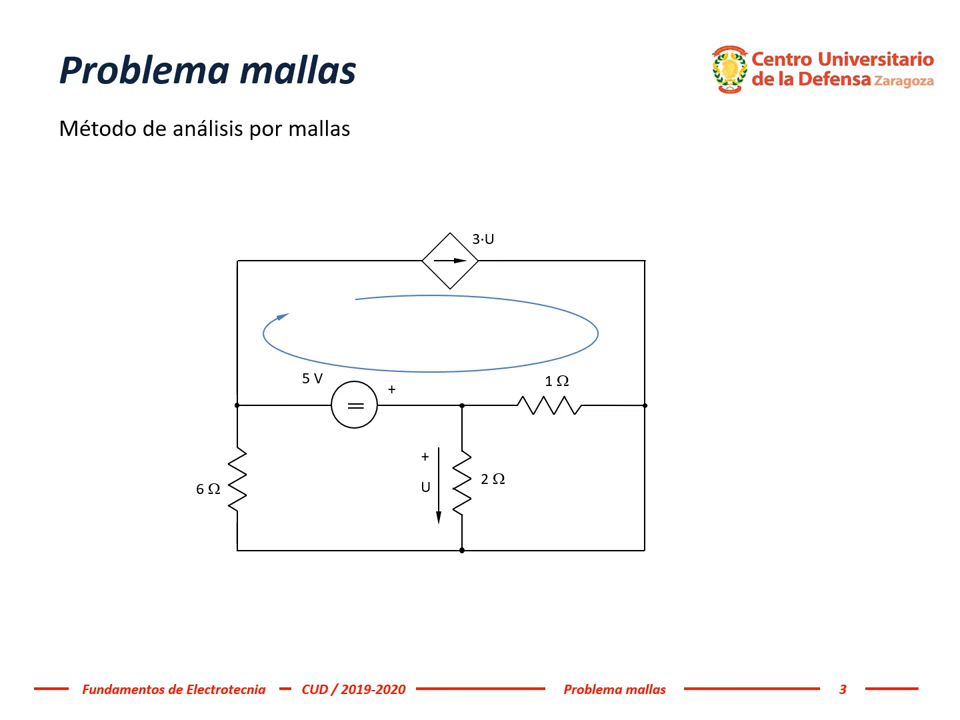 Problema mallas
Centro Universitario
de la Defensa Zaragoza
Método de análisis por mallas
3·U
5 V
+
1 Ω
+
U
2 Ω
6 Ω
Fundamentos de Electrotecnia CUD / 2019-2020 Problema mallas 3